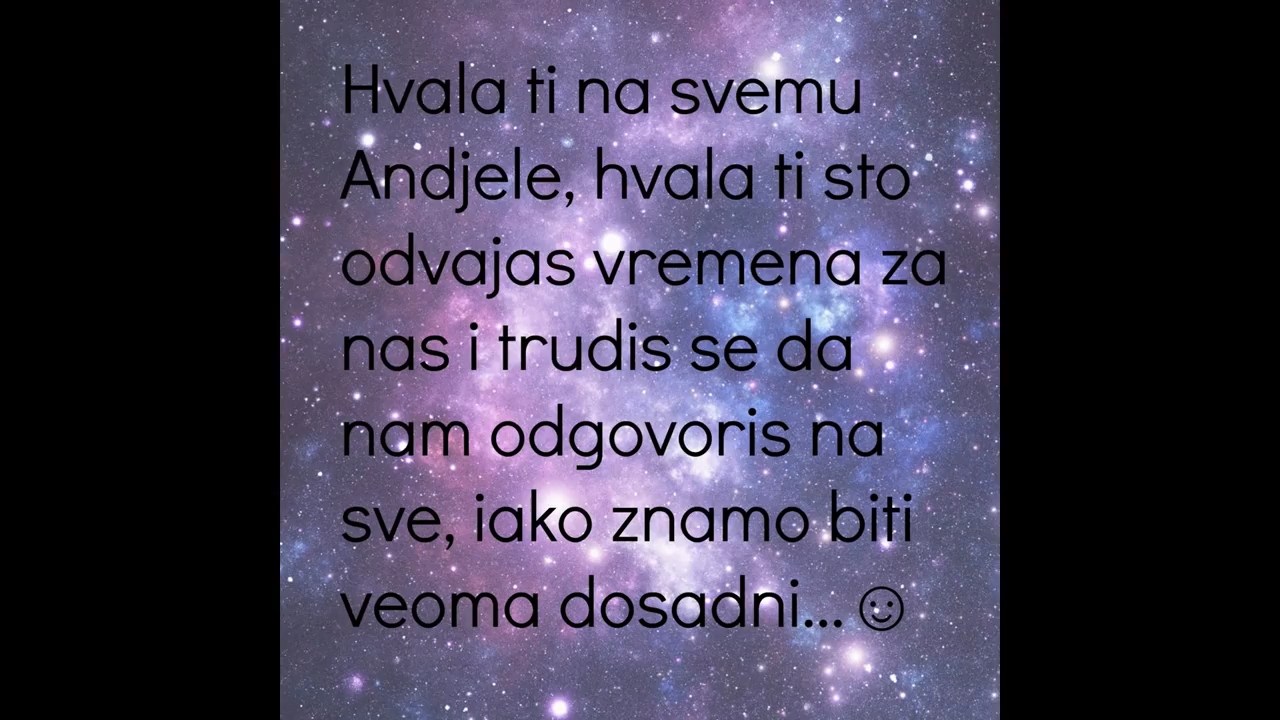 Hvala ti na svemu
Andjele, hvala ti sto
odvajas vremena za
nas i trudis se da
nam odgovoris na
sve, iako znamo biti
veoma dosadni... ☺